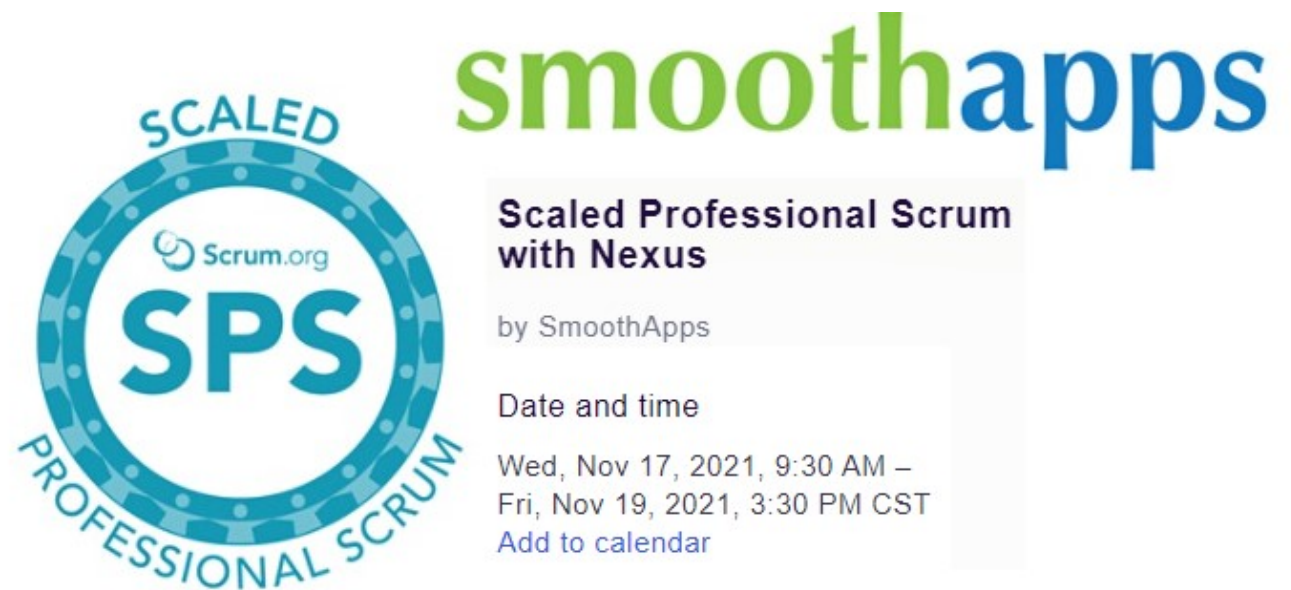 smoothapps
SCALED
Scrum.org
SPS
PROFESSIONAL SCRUM
Scaled Professional Scrum
with Nexus
by SmoothApps
Date and time
Wed, Nov 17, 2021, 9:30 AM –
Fri, Nov 19, 2021, 3:30 PM CST
Add to calendar